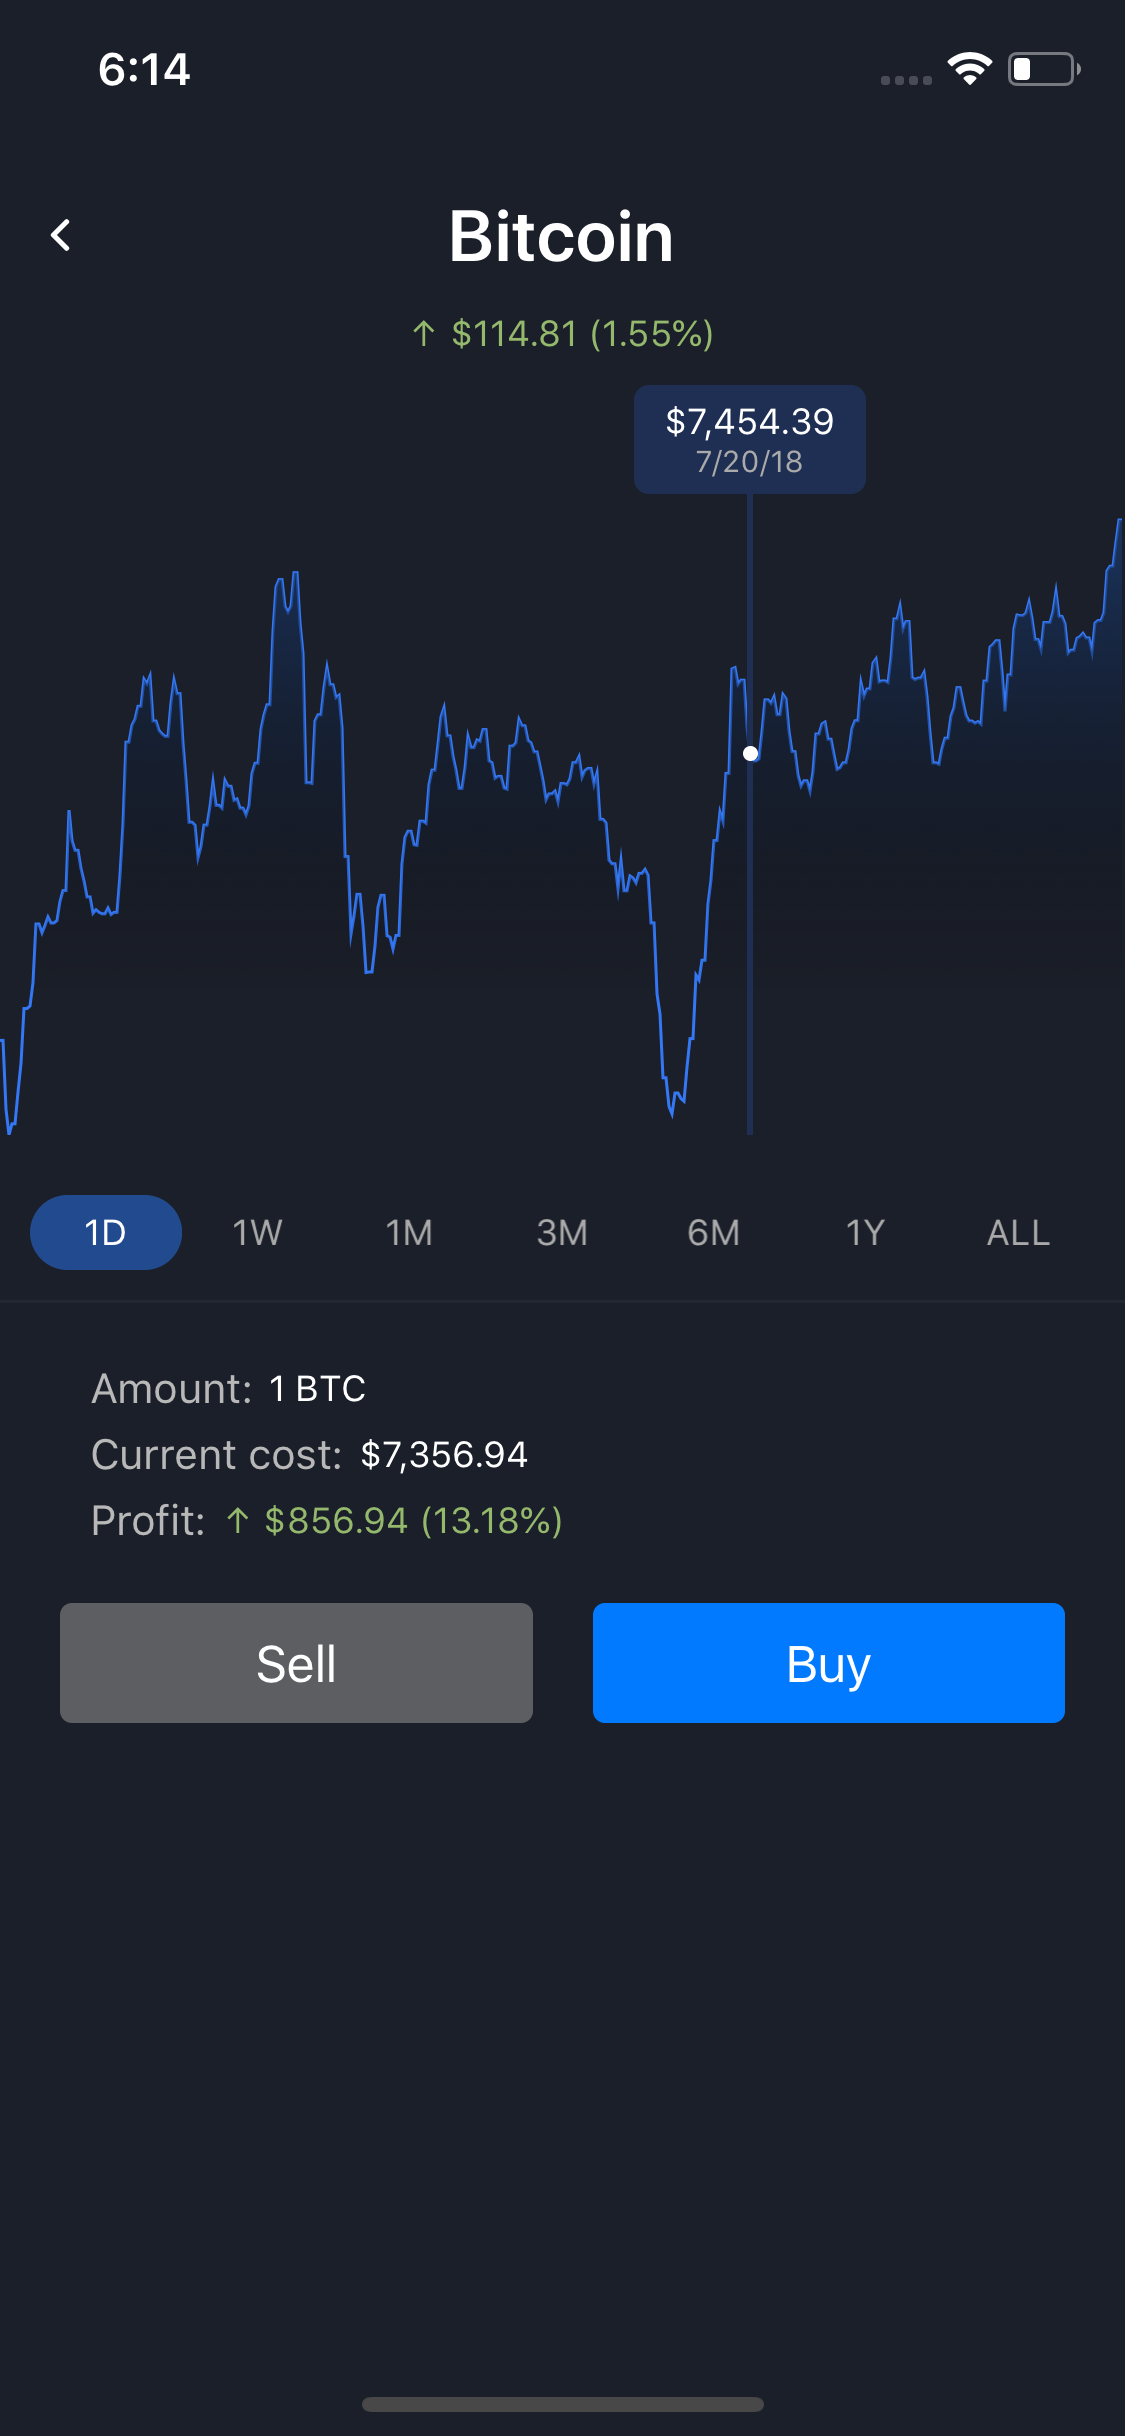 6:14
Bitcoin
↑ $114.81 (1.55%)
$7,454.39
7/20/18
1D 1W 1M 3M 6M 1Y ALL
Amount: 1 BTC
Current cost: $7,356.94
Profit: ↑ $856.94 (13.18%)
Sell Buy